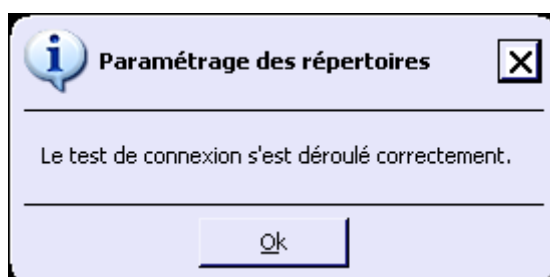 Paramétrage des répertoires
Le test de connexion s'est déroulé correctement.
Ok